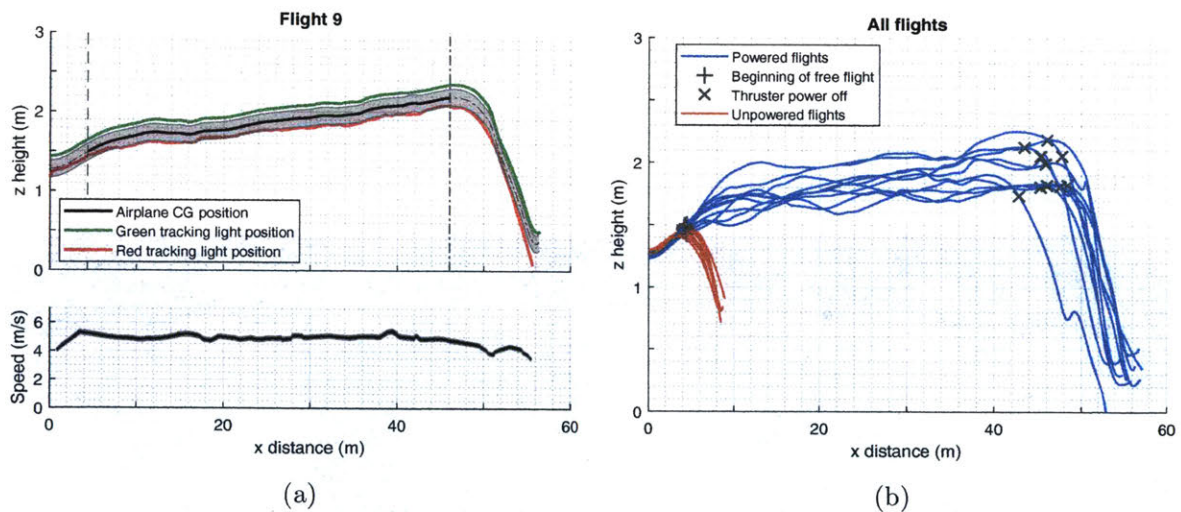 Flight 9
3
2
1
0
z height (m)
Airplane CG position
Green tracking light position
Red tracking light position
6
4
2
0
Speed (m/s)
0
20
40
60
x distance (m)
(a)
All flights
3
2
1
0
z height (m)
Powered flights
Beginning of free flight
Thruster power off
Unpowered flights
0
20
40
60
x distance (m)
(b)